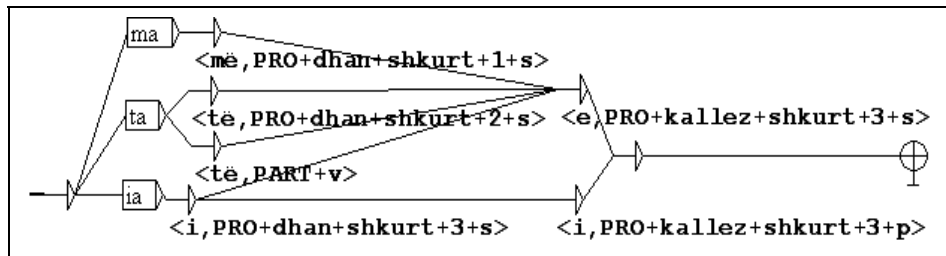 ma
<më,PRO+dhan+shkurt+1+s>
ta
<të,PRO+dhan+shkurt+2+s> <e,PRO+kallez+shkurt+3+s>
<të,PART+v>
ia
<i,PRO+dhan+shkurt+3+s> <i,PRO+kallez+shkurt+3+p>